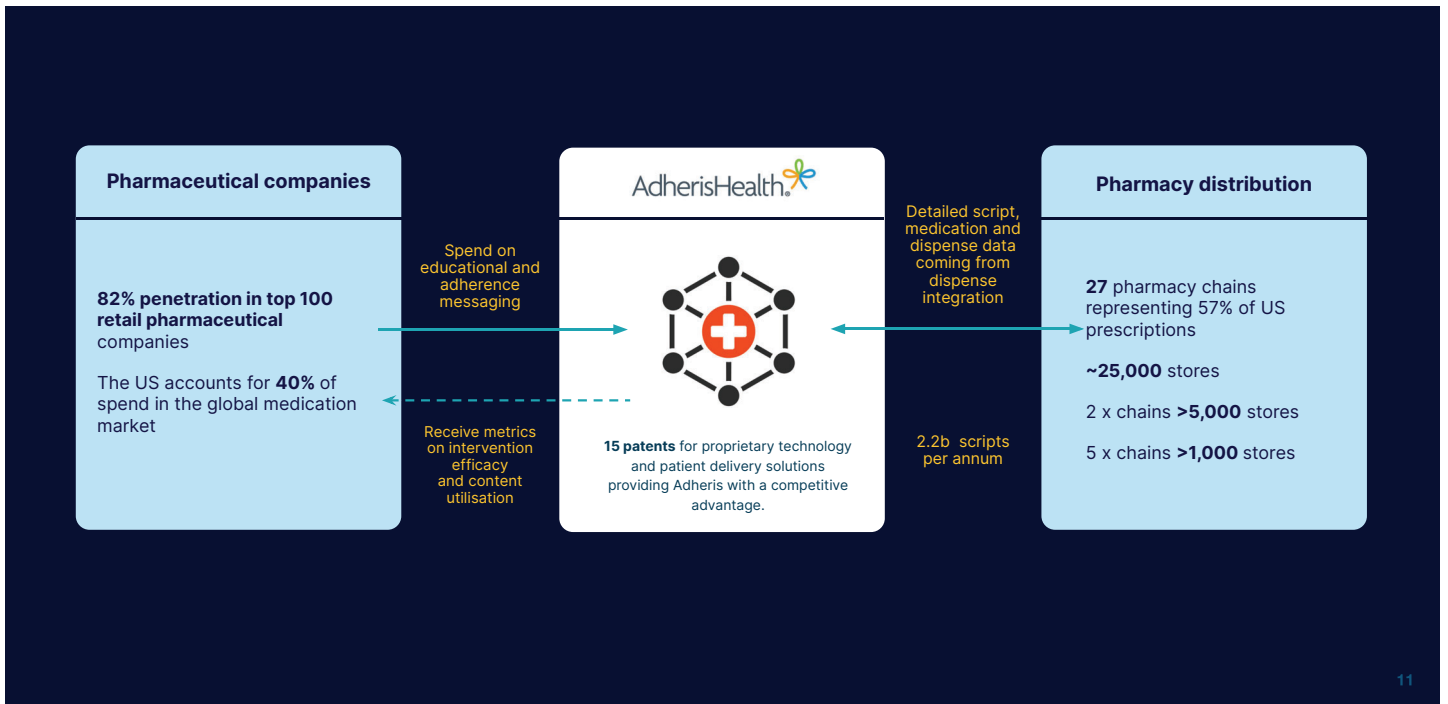 Pharmaceutical companies
82% penetration in top 100
retail pharmaceutical
companies
The US accounts for 40% of
spend in the global medication
market
Spend on
educational and
adherence
messaging
Receive metrics
on intervention
efficacy
and content
utilisation
AdherisHealth®
15 patents for proprietary technology
and patient delivery solutions
providing Adheris with a competitive
advantage.
Detailed script,
medication and
dispense data
coming from
dispense
integration
2.2b scripts
per annum
Pharmacy distribution
27 pharmacy chains
representing 57% of US
prescriptions
~25,000 stores
2 x chains >5,000 stores
5 x chains >1,000 stores
11